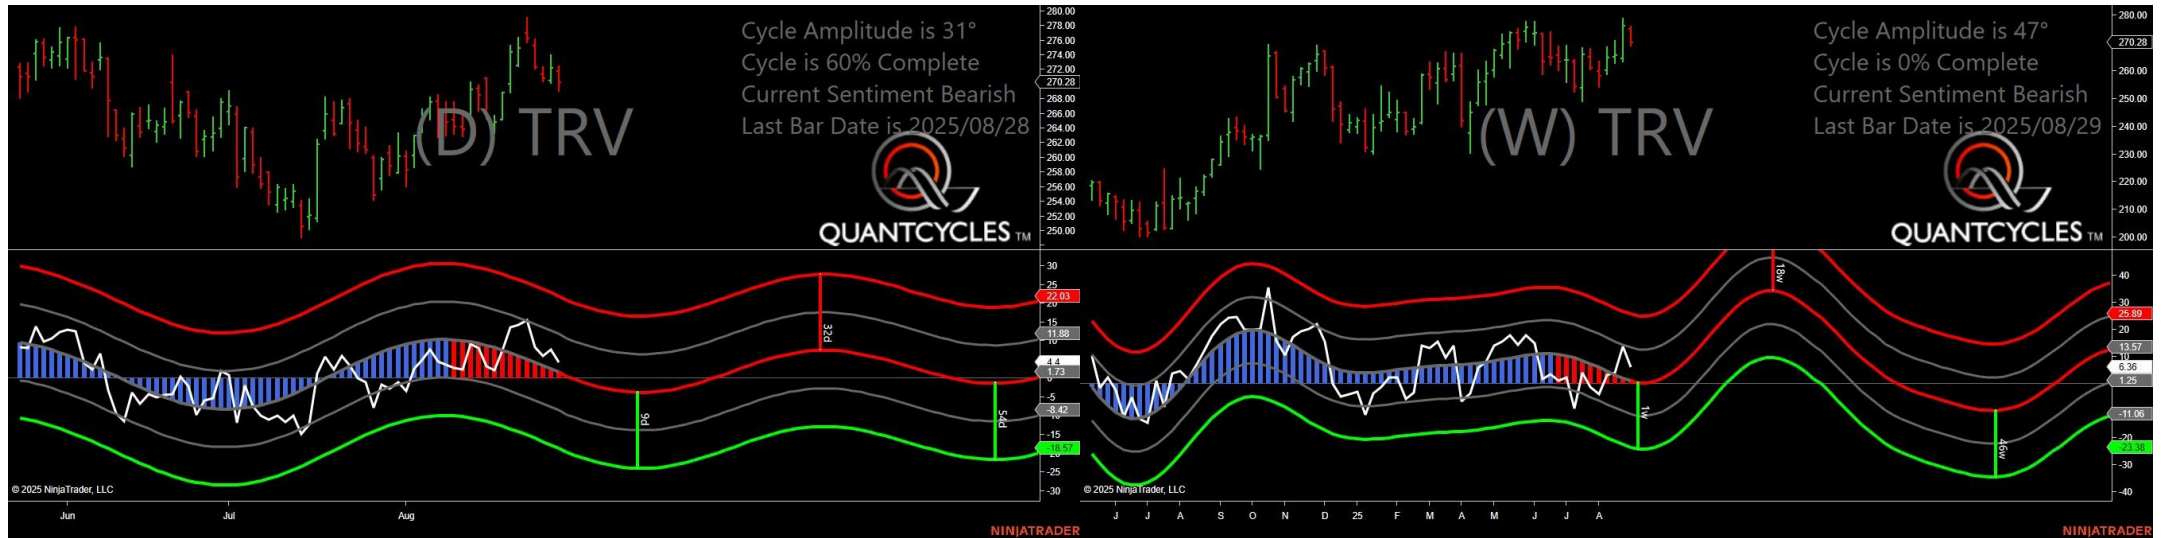 Cycle Amplitude is 31°
Cycle is 60% Complete
Current Sentiment Bearish
Last Bar Date is 2025/08/28
(D) TRV
QUANTCYCLES TM
280.00
278.00
276.00
274.00
272.00
270.28
268.00
266.00
264.00
262.00
260.00
258.00
256.00
254.00
252.00
250.00
30
25
22.03
20
15
11.88
10
4.4
1.73
-5
-8.42
-15
-18.57
-25
-30
32d
9d
54d
© 2025 NinjaTrader, LLC
Jun
Jul
Aug
NINJATRADER
Cycle Amplitude is 47°
Cycle is 0% Complete
Current Sentiment Bearish
Last Bar Date is 2025/08/29
(W) TRV
QUANTCYCLES TM
280.00
270.28
260.00
250.00
240.00
230.00
220.00
210.00
200.00
40
30
25.89
20
13.57
10
6.36
1.25
-11.06
-20
-23.38
-30
-40
18w
1w
46w
© 2025 NinjaTrader, LLC
J
J
A
S
O
N
D
25
F
M
A
M
J
J
A
NINJATRADER